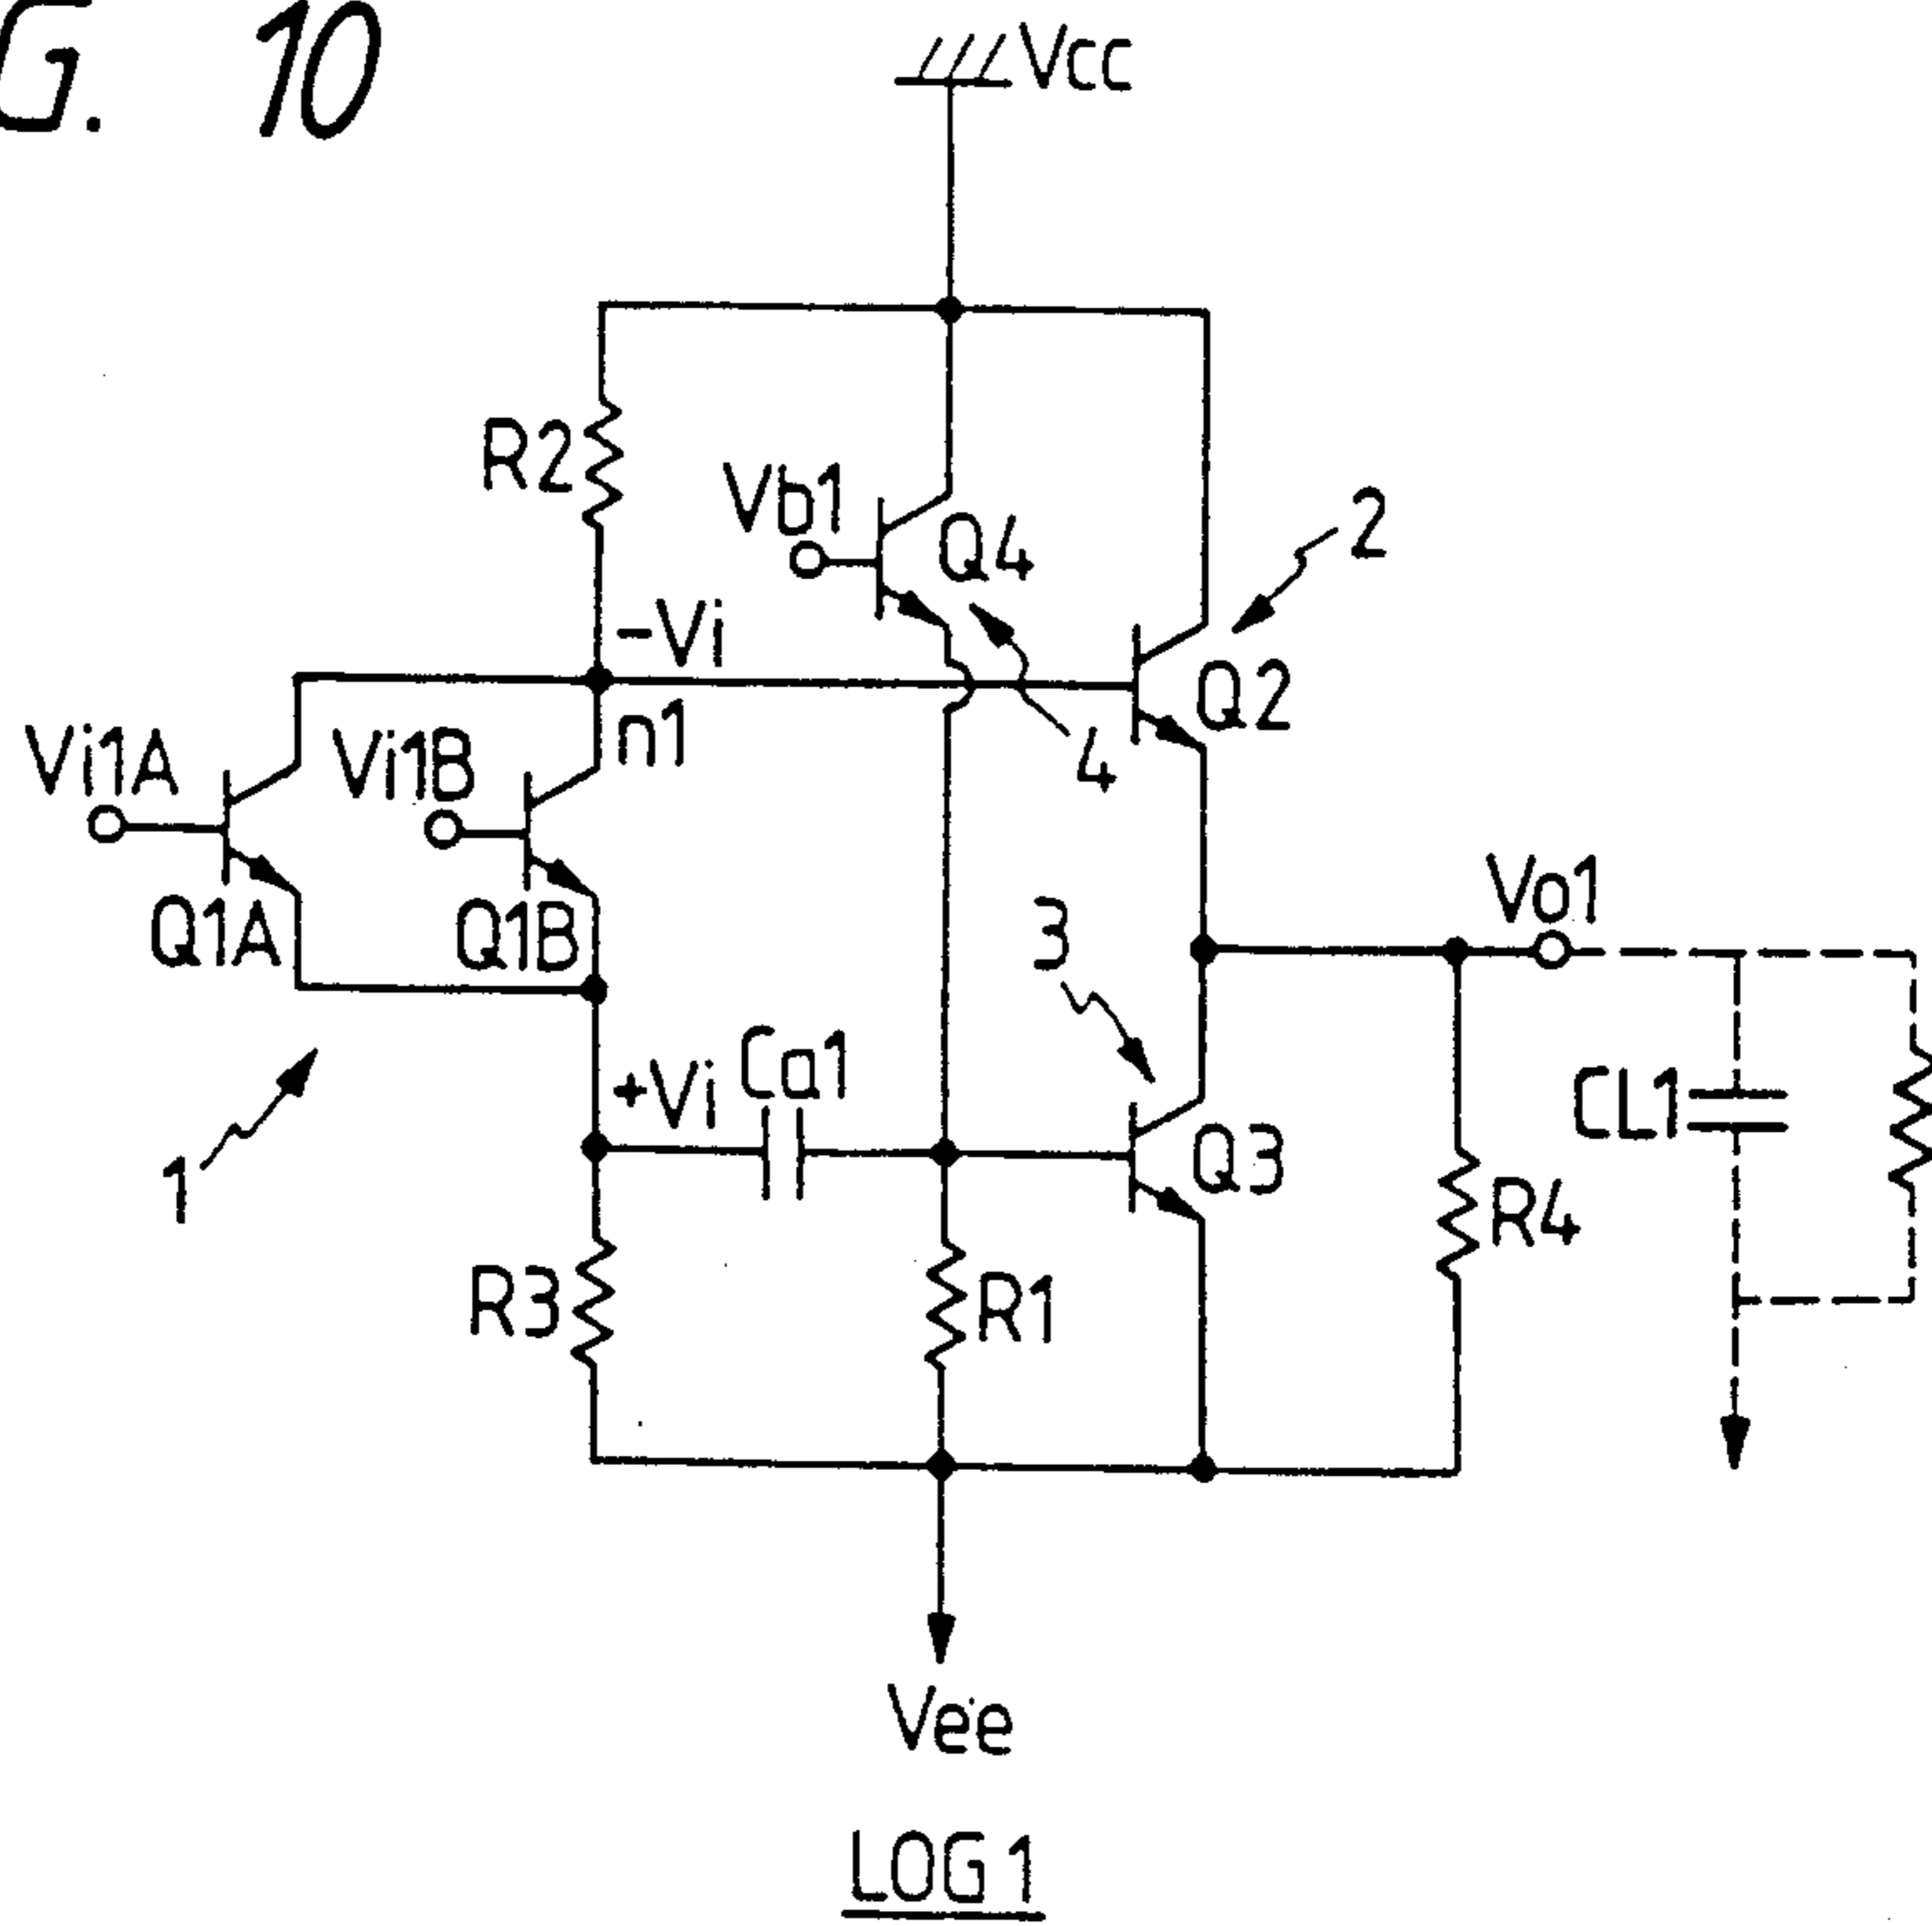 G. 10
Vcc
R2
Vb1
Q4
2
-Vi
Q2
n1
4
Vi1A
Vi1B
Q1A
Q1B
Vo1
3
+Vi
Ca1
CL1
Q3
1
R4
R3
R1
Vee
LOG1